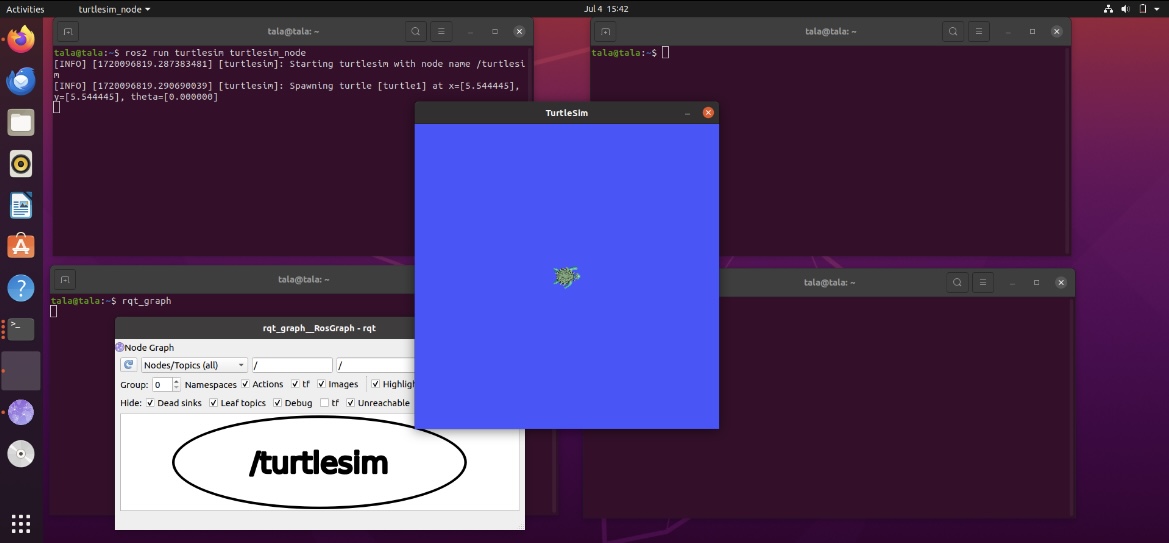 Activities
turtlesim_node
Jul 4 15:42
tala@tala: ~
tala@tala:~$ ros2 run turtlesim turtlesim_node
[INFO] [1720096819.287383481] [turtlesim]: Starting turtlesim with node name /turtlesi
m
[INFO] [1720096819.290690039] [turtlesim]: Spawning turtle [turtle1] at x=[5.544445],
y=[5.544445], theta=[0.000000]
tala@tala: ~
tala@tala:~$
TurtleSim
tala@tala: ~
tala@tala:~$ rqt_graph
tala@tala: ~
rqt_graph__RosGraph - rqt
Node Graph
Nodes/Topics (all) / /
Group: 0 Namespaces Actions tf Images Highligh
Hide: Dead sinks Leaf topics Debug tf Unreachable
/turtlesim